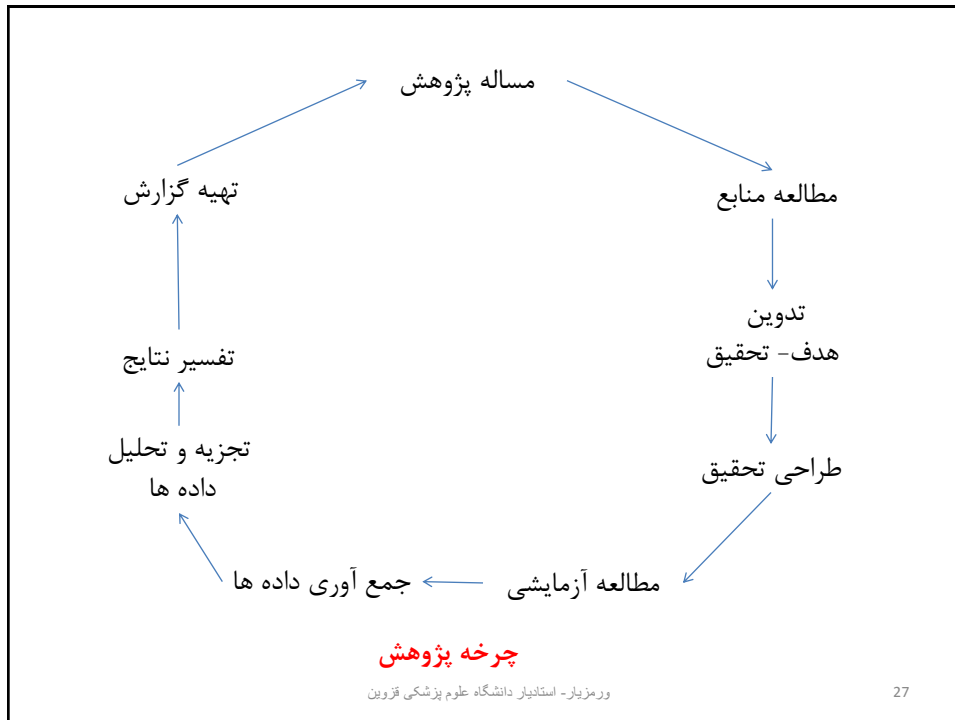 مساله پژوهش
مطالعه منابع
تدوین
هدف- تحقیق
طراحی تحقیق
مطالعه آزمایشی
جمع آوری داده ها
تجزیه و تحلیل
داده ها
تفسیر نتایج
تهیه گزارش
چرخه پژوهش
ورمزیار- استادیار دانشگاه علوم پزشکی قزوین
27